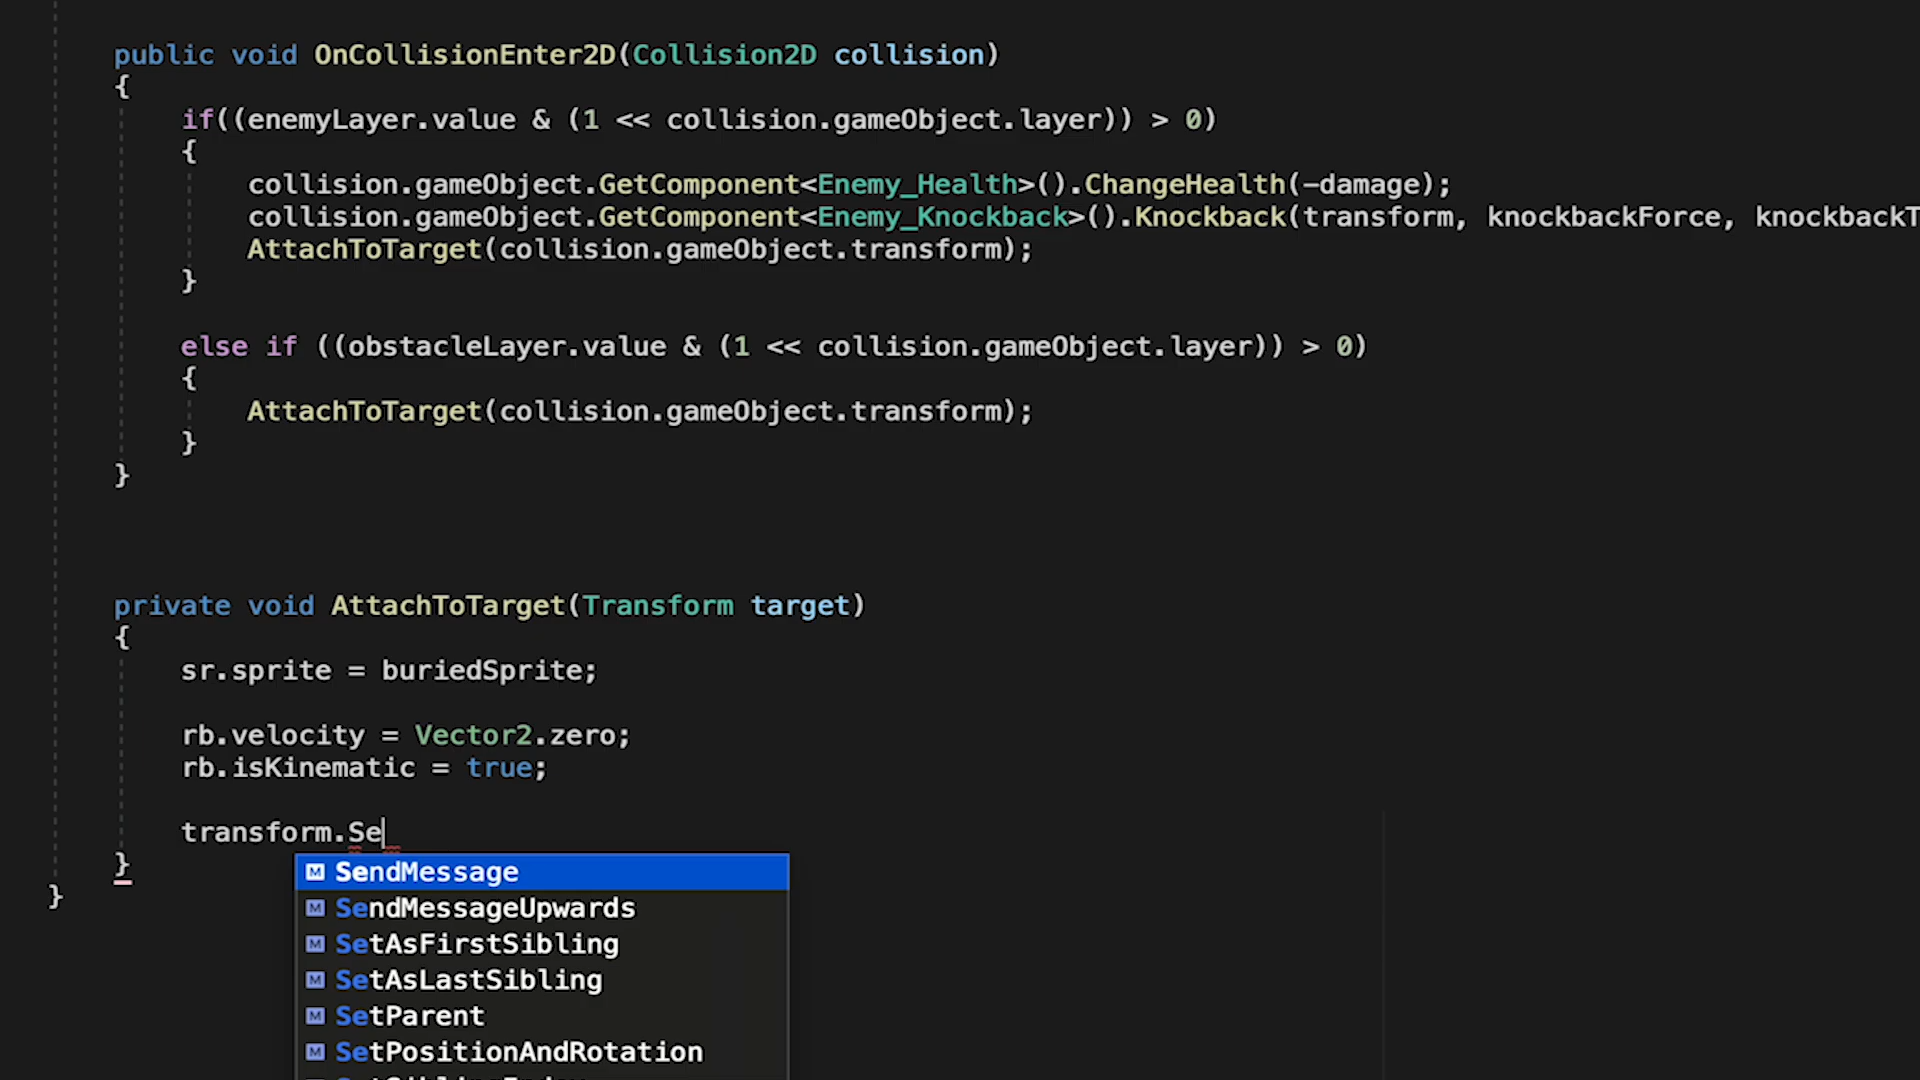 public void OnCollisionEnter2D(Collision2D collision)
{
if((enemyLayer.value & (1 << collision.gameObject.layer)) > 0)
{
collision.gameObject.GetComponent<Enemy_Health>().ChangeHealth(-damage);
collision.gameObject.GetComponent<Enemy_Knockback>().Knockback(transform, knockbackForce, knockbackT
AttachToTarget(collision.gameObject.transform);
}
else if ((obstacleLayer.value & (1 << collision.gameObject.layer)) > 0)
{
AttachToTarget(collision.gameObject.transform);
}
}
private void AttachToTarget(Transform target)
{
sr.sprite = buriedSprite;
rb.velocity = Vector2.zero;
rb.isKinematic = true;
transform.Se
}
}
M SendMessage
M SendMessageUpwards
M SetAsFirstSibling
M SetAsLastSibling
M SetParent
M SetPositionAndRotation